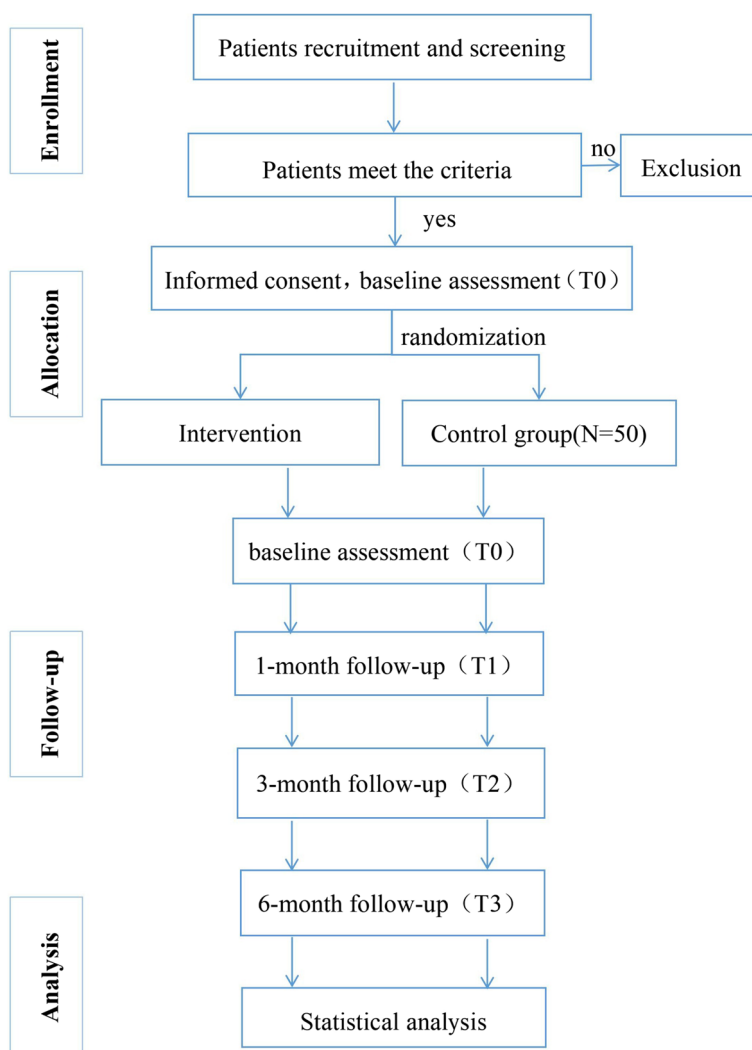 Enrollment
Patients recruitment and screening
Patients meet the criteria
no
Exclusion
yes
Allocation
Informed consent，baseline assessment（T0）
randomization
Intervention
Control group(N=50)
baseline assessment（T0）
Follow-up
1-month follow-up（T1）
3-month follow-up（T2）
Analysis
6-month follow-up（T3）
Statistical analysis